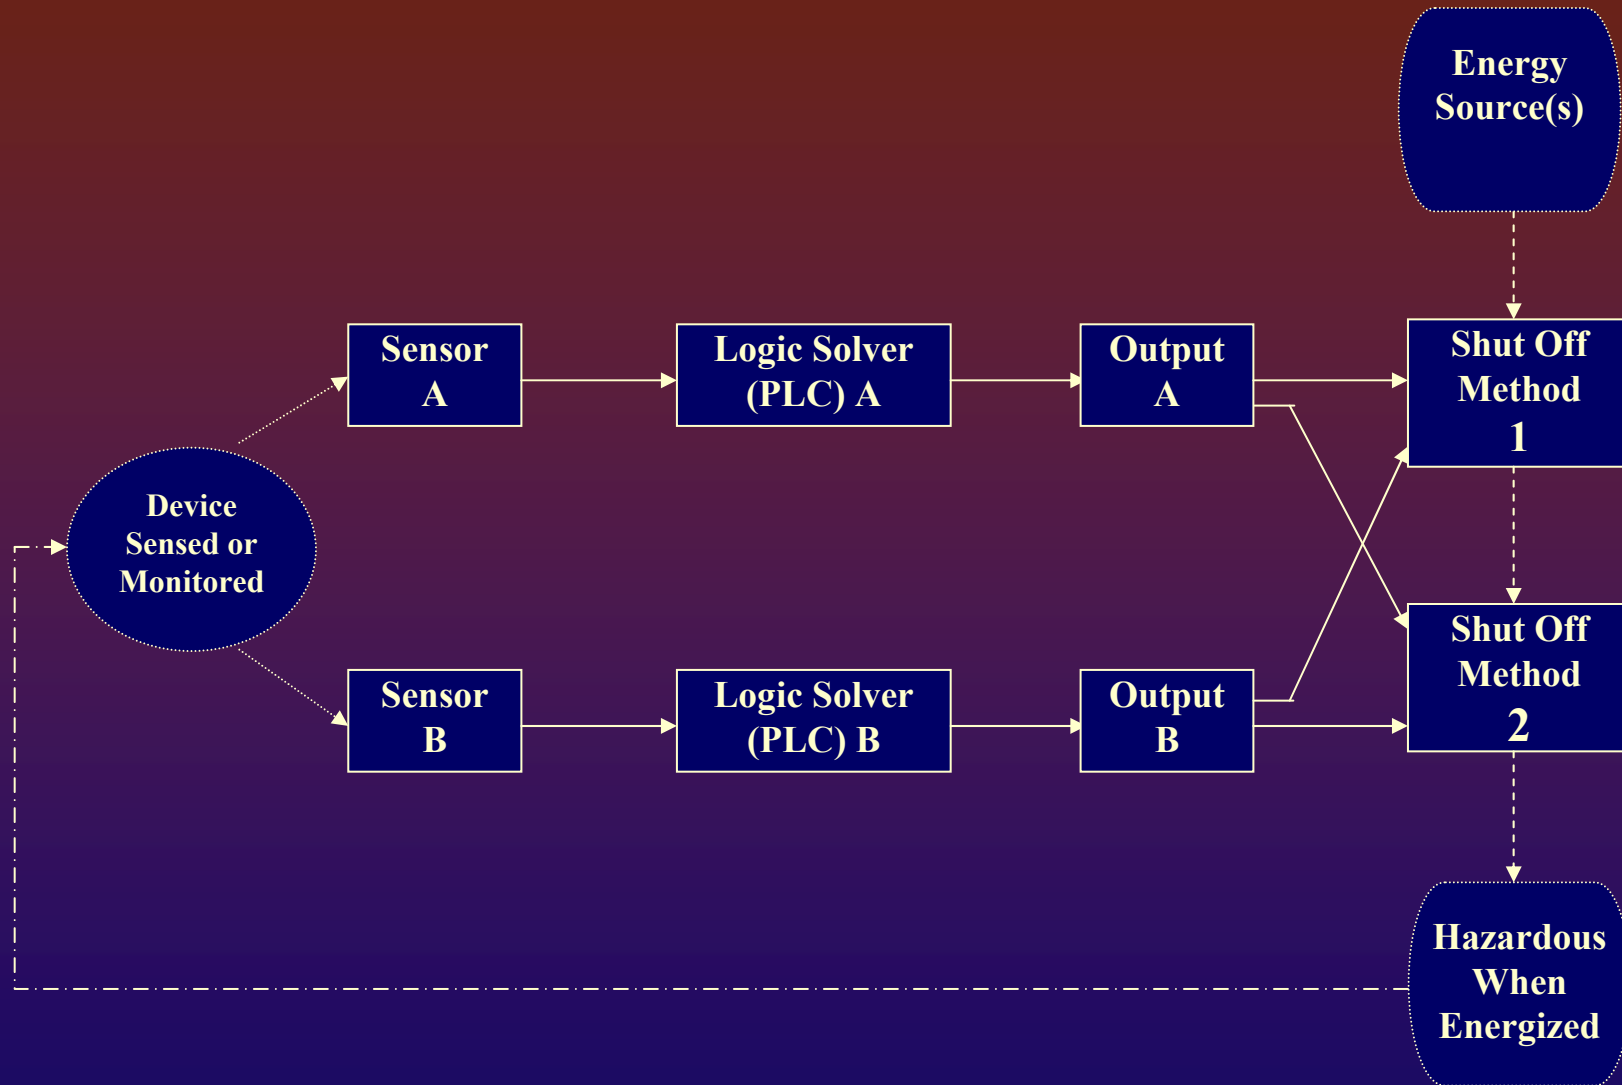 Energy
Source(s)
Sensor
A
Logic Solver
(PLC) A
Output
A
Shut Off
Method
1
Device
Sensed or
Monitored
Sensor
B
Logic Solver
(PLC) B
Output
B
Shut Off
Method
2
Hazardous
When
Energized